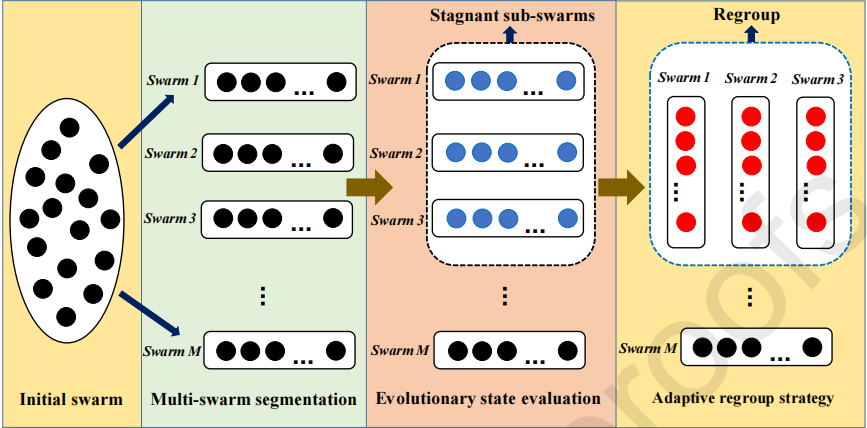 Stagnant sub-swarms
Regroup
Swarm 1
Swarm 2
Swarm 3
...
Swarm M
Initial swarm
Multi-swarm segmentation
Swarm 1
Swarm 2
Swarm 3
...
Swarm M
Evolutionary state evaluation
Swarm 1 Swarm 2 Swarm 3
...
Swarm M
Adaptive regroup strategy
roofs